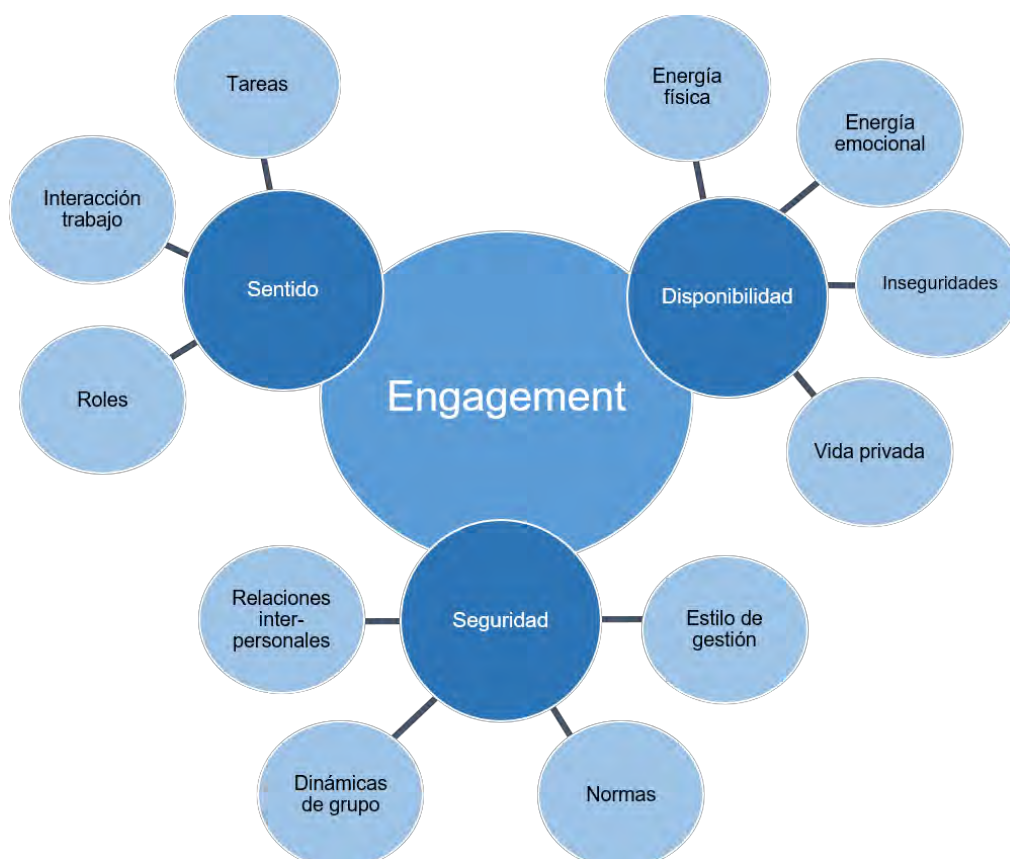 Tareas
Interacción
trabajo
Sentido
Roles
Energía
física
Energía
emocional
Disponibilidad
Inseguridades
Vida privada
Engagement
Relaciones
inter-
personales
Seguridad
Estilo de
gestión
Dinámicas
de grupo
Normas